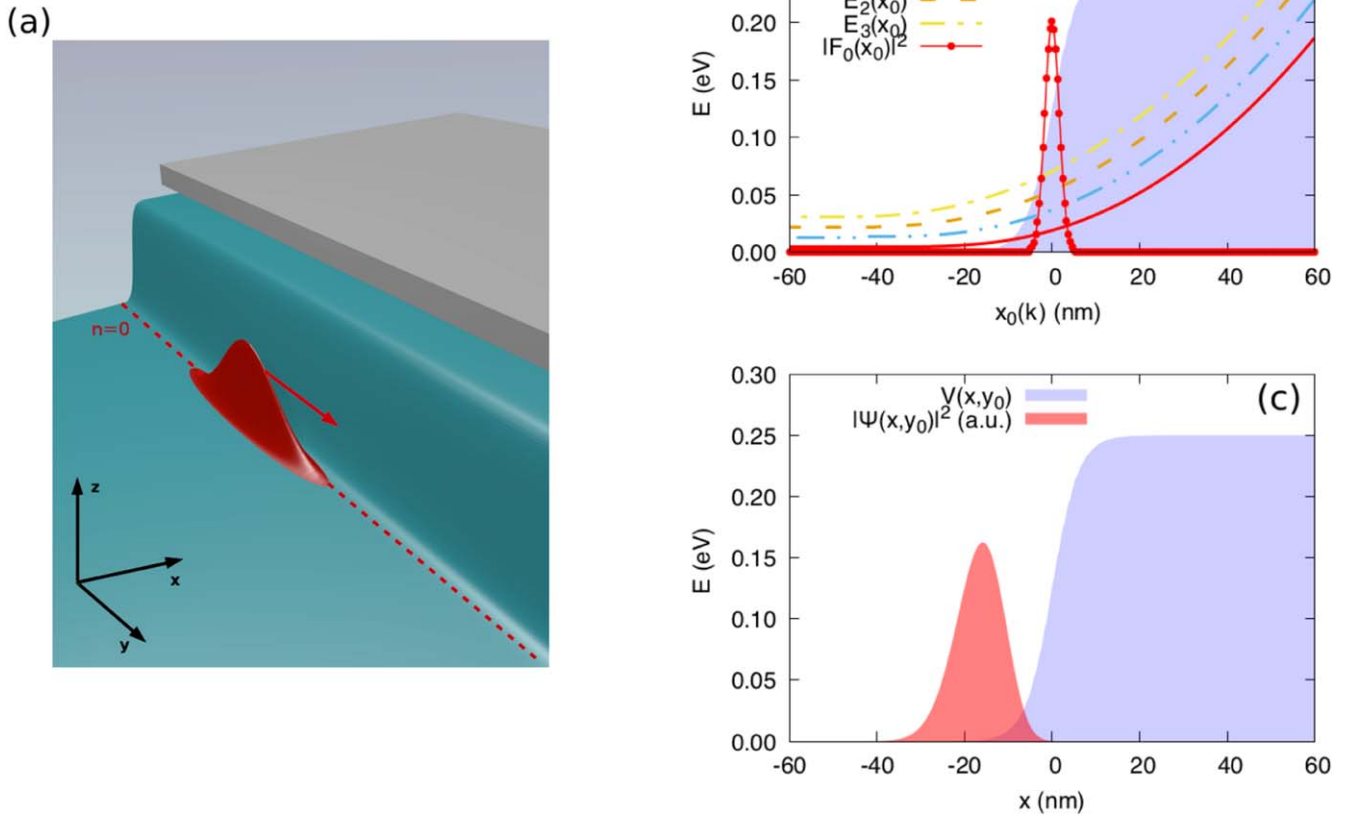 (a)
n=0
z
x
y
E₂(x₀)
E₃(x₀)
|F₀(x₀)|²
E (eV)
0.20
0.15
0.10
0.05
0.00
-60 -40 -20 0 20 40 60
x₀(k) (nm)
(c)
V(x,y₀)
|Ψ(x,y₀)|² (a.u.)
E (eV)
0.30
0.25
0.20
0.15
0.10
0.05
0.00
-60 -40 -20 0 20 40 60
x (nm)